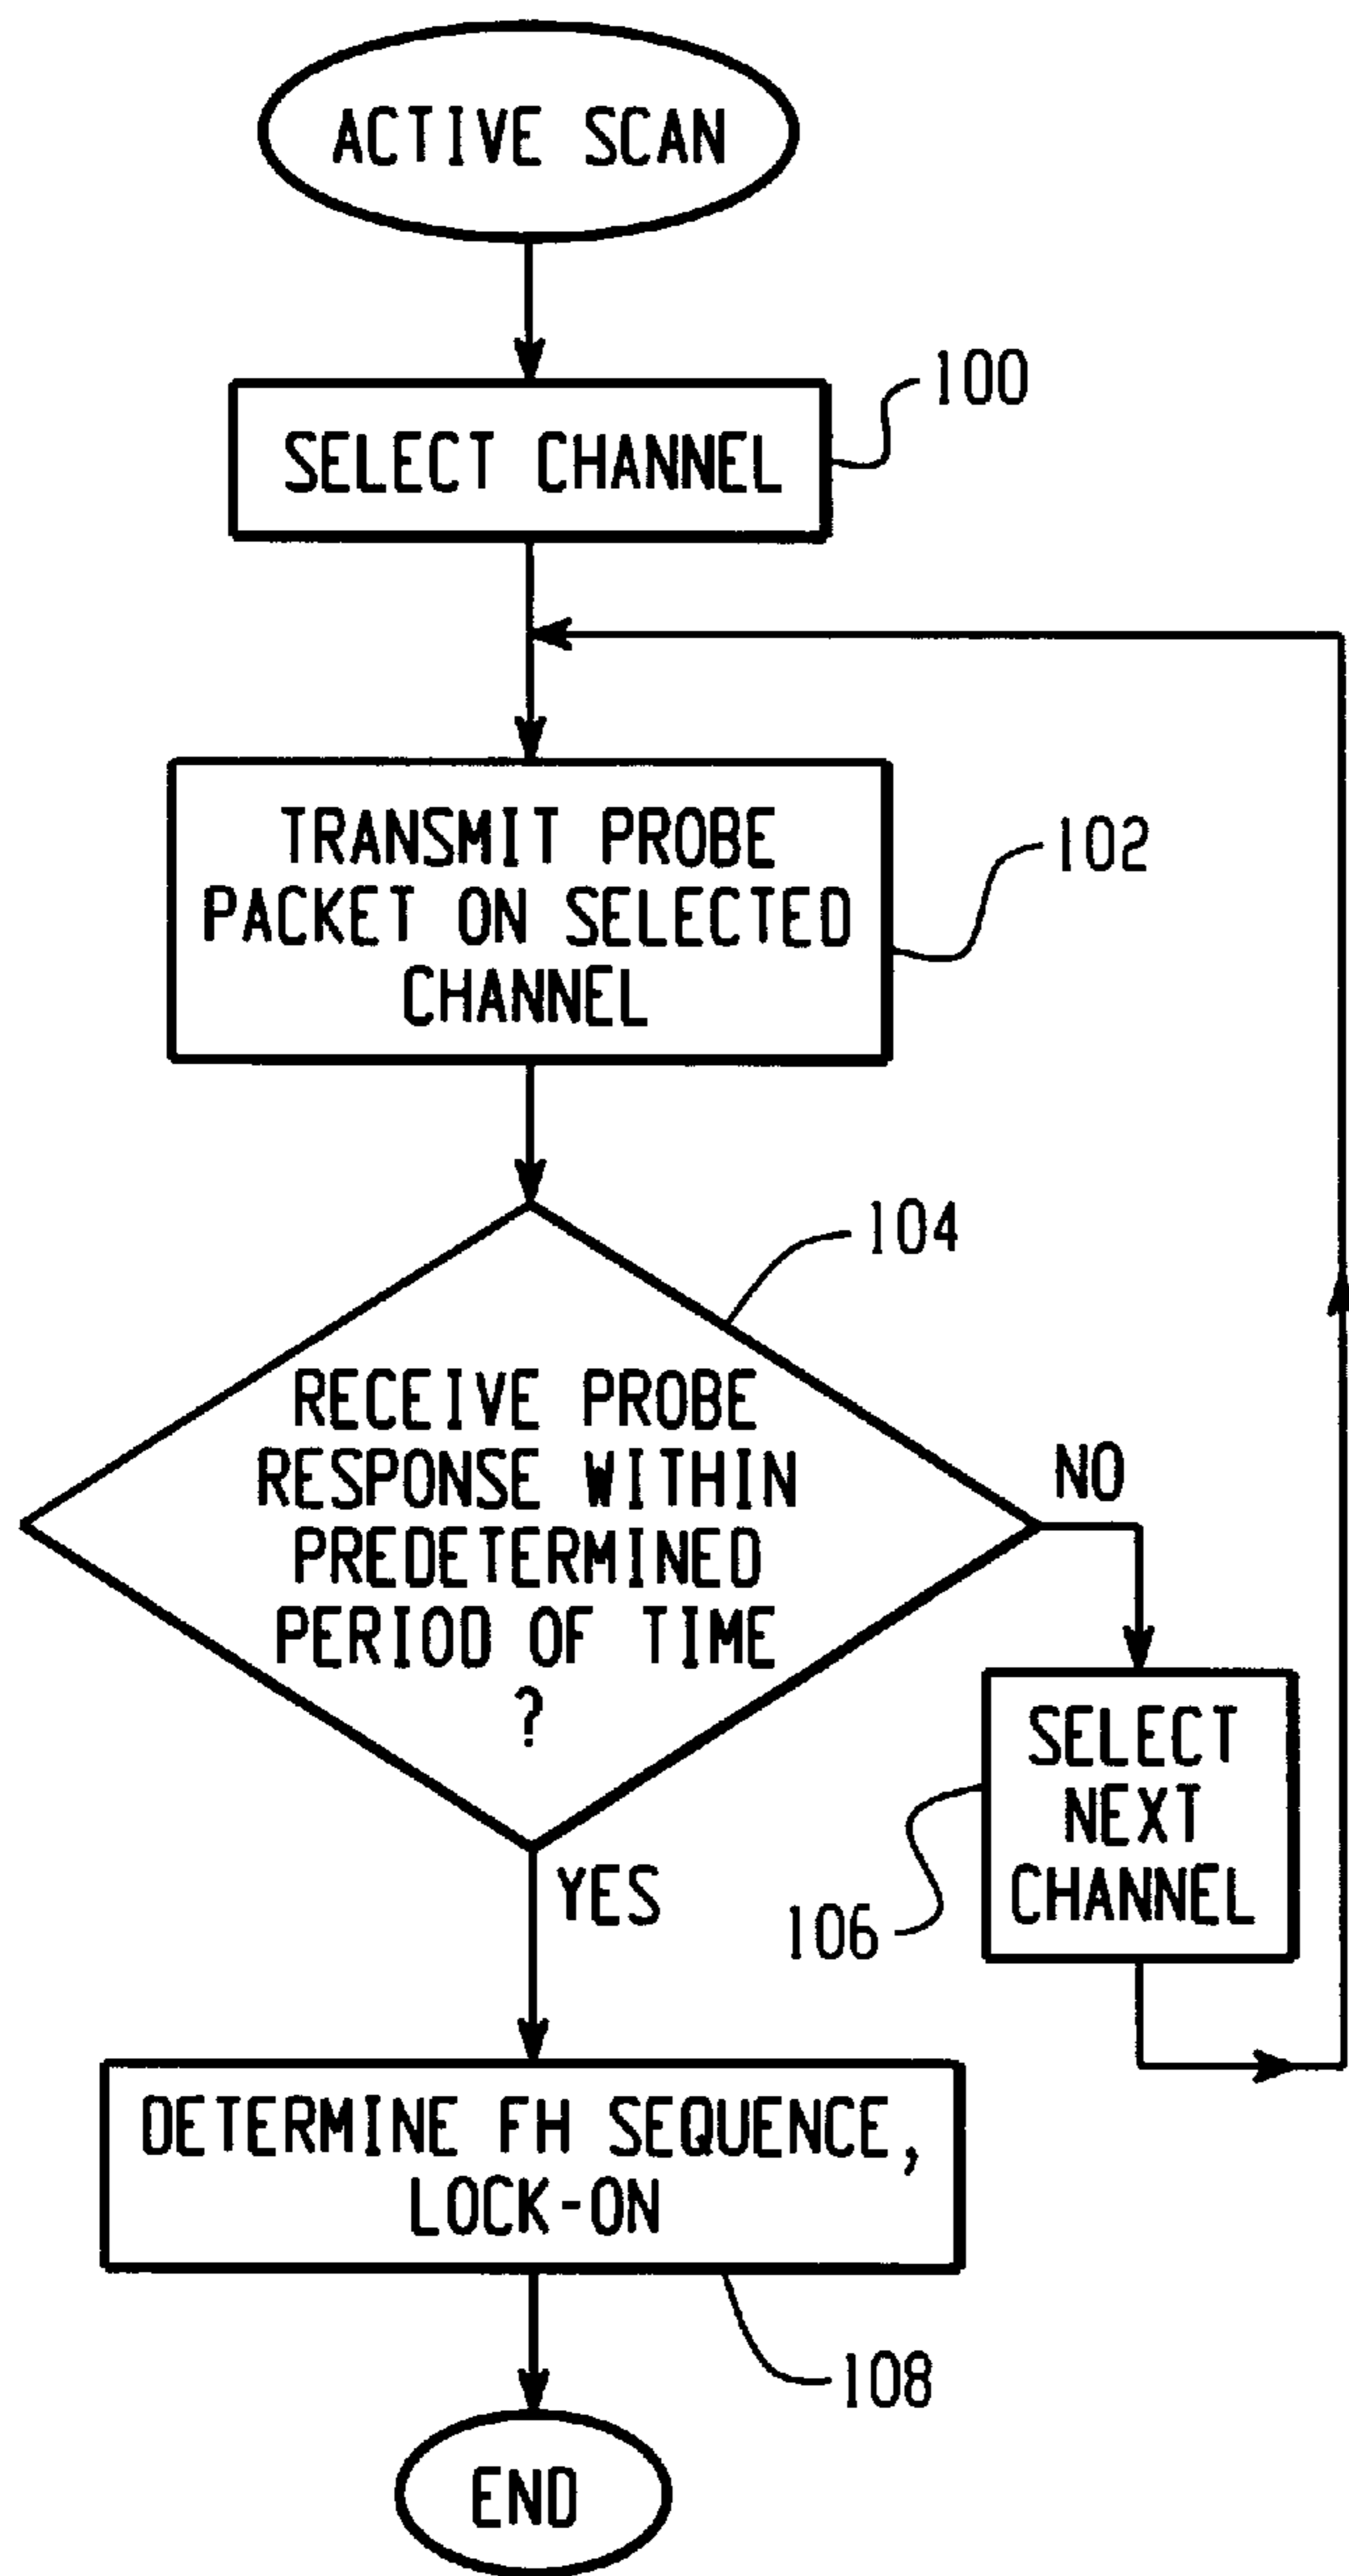 ACTIVE SCAN
SELECT CHANNEL
100
TRANSMIT PROBE
PACKET ON SELECTED
CHANNEL
102
104
RECEIVE PROBE
RESPONSE WITHIN
PREDETERMINED
PERIOD OF TIME
?
NO
SELECT
NEXT
CHANNEL
106
YES
DETERMINE FH SEQUENCE,
LOCK-ON
108
END